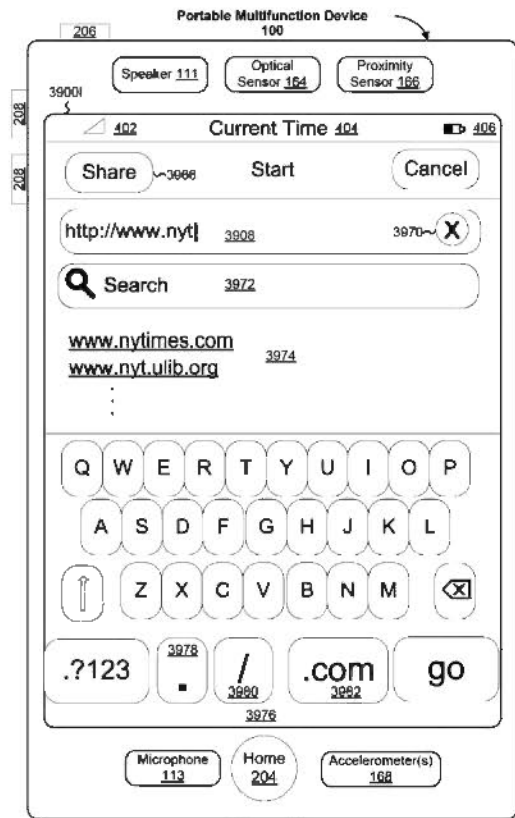 Portable Multifunction Device
100
206
Speaker 111
Optical
Sensor 164
Proximity
Sensor 166
3900I
208
208
402
Current Time 404
406
Share
3966
Start
Cancel
http://www.nyt
3908
3970
X
Search
3972
www.nytimes.com
www.nyt.ulib.org
3974
Q W E R T Y U I O P
A S D F G H J K L
Z X C V B N M
.?123
3978
.
/
3980
.com
3982
go
3976
Microphone
113
Home
204
Accelerometer(s)
168